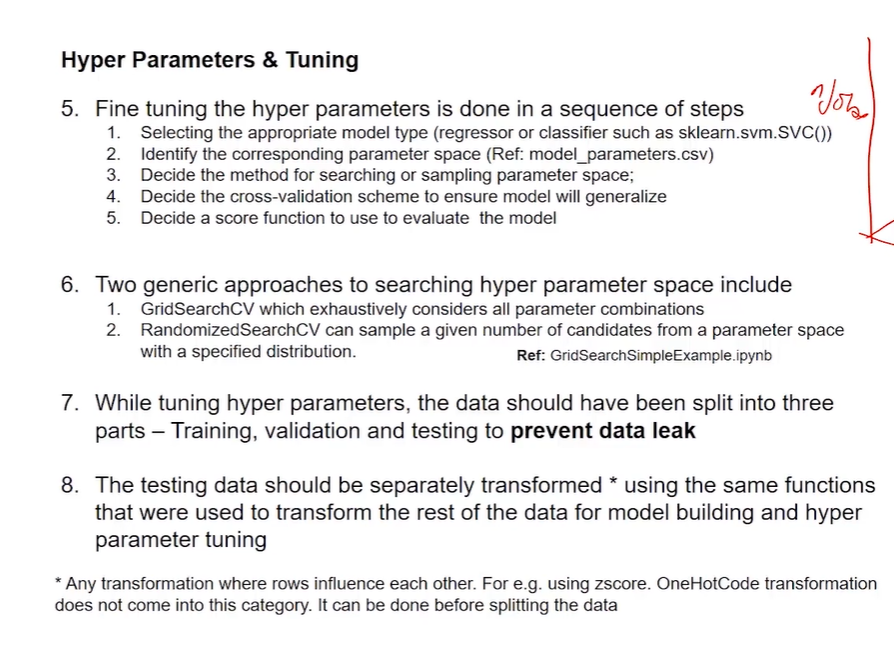 Hyper Parameters & Tuning
5. Fine tuning the hyper parameters is done in a sequence of steps
1. Selecting the appropriate model type (regressor or classifier such as sklearn.svm.SVC())
2. Identify the corresponding parameter space (Ref: model_parameters.csv)
3. Decide the method for searching or sampling parameter space;
4. Decide the cross-validation scheme to ensure model will generalize
5. Decide a score function to use to evaluate the model
6. Two generic approaches to searching hyper parameter space include
1. GridSearchCV which exhaustively considers all parameter combinations
2. RandomizedSearchCV can sample a given number of candidates from a parameter space
with a specified distribution. Ref: GridSearchSimpleExample.ipynb
7. While tuning hyper parameters, the data should have been split into three
parts – Training, validation and testing to prevent data leak
8. The testing data should be separately transformed * using the same functions
that were used to transform the rest of the data for model building and hyper
parameter tuning
* Any transformation where rows influence each other. For e.g. using zscore. OneHotCode transformation
does not come into this category. It can be done before splitting the data